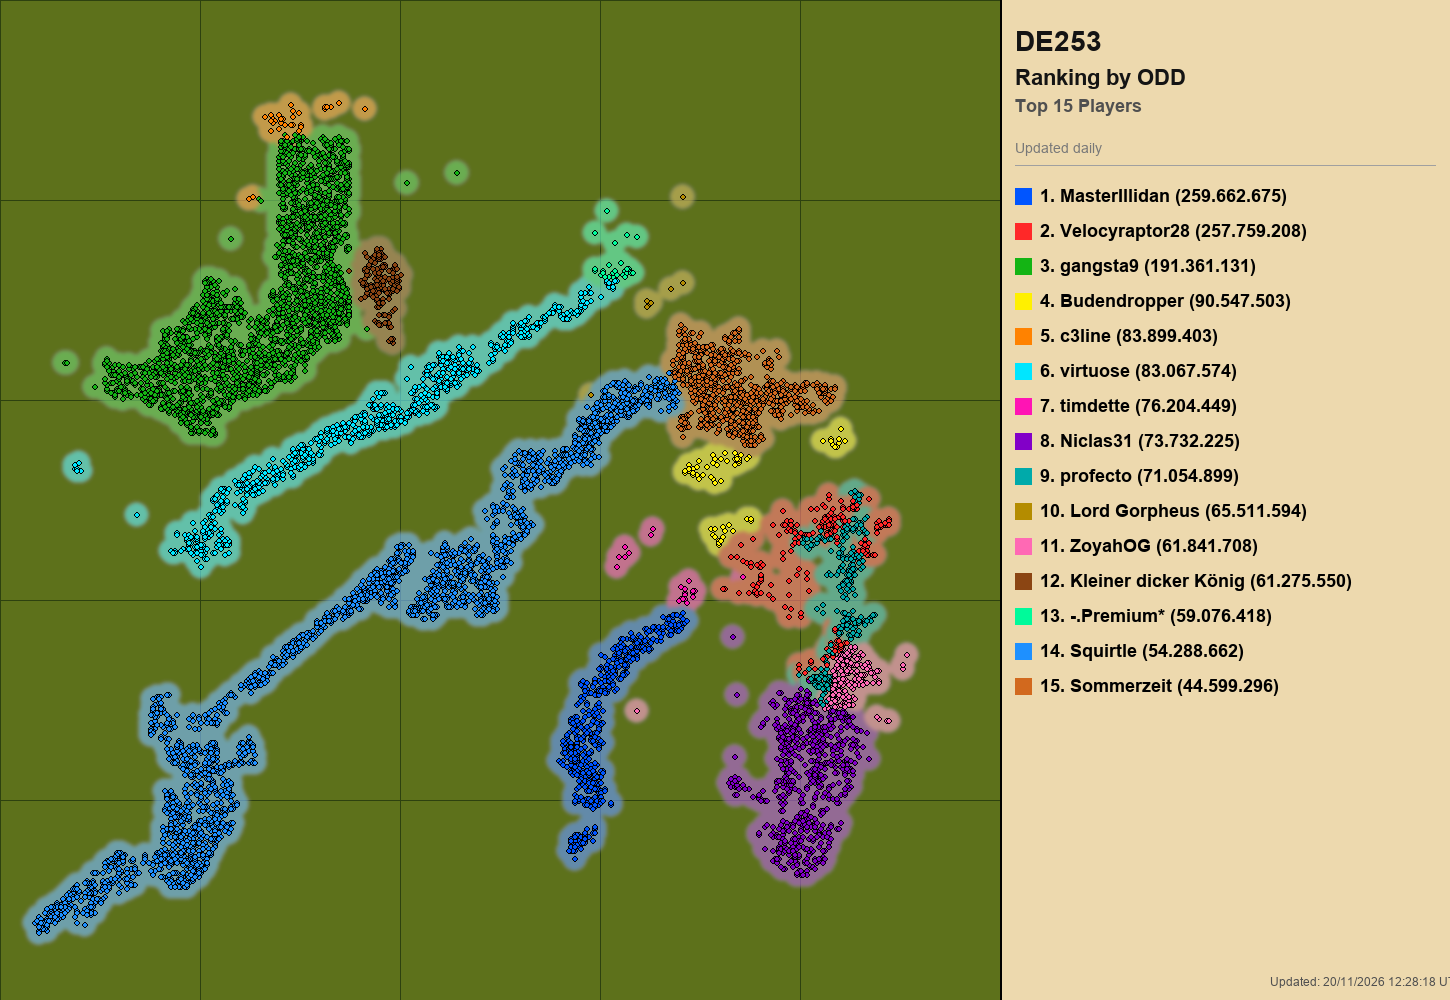 DE253
Ranking by ODD
Top 15 Players
Updated daily
1. MasterIllidan (259.662.675)
2. Velocyraptor28 (257.759.208)
3. gangsta9 (191.361.131)
4. Budendropper (90.547.503)
5. c3line (83.899.403)
6. virtuose (83.067.574)
7. timdette (76.204.449)
8. Niclas31 (73.732.225)
9. profecto (71.054.899)
10. Lord Gorpheus (65.511.594)
11. ZoyahOG (61.841.708)
12. Kleiner dicker König (61.275.550)
13. -.Premium* (59.076.418)
14. Squirtle (54.288.662)
15. Sommerzeit (44.599.296)
Updated: 20/11/2026 12:28:18